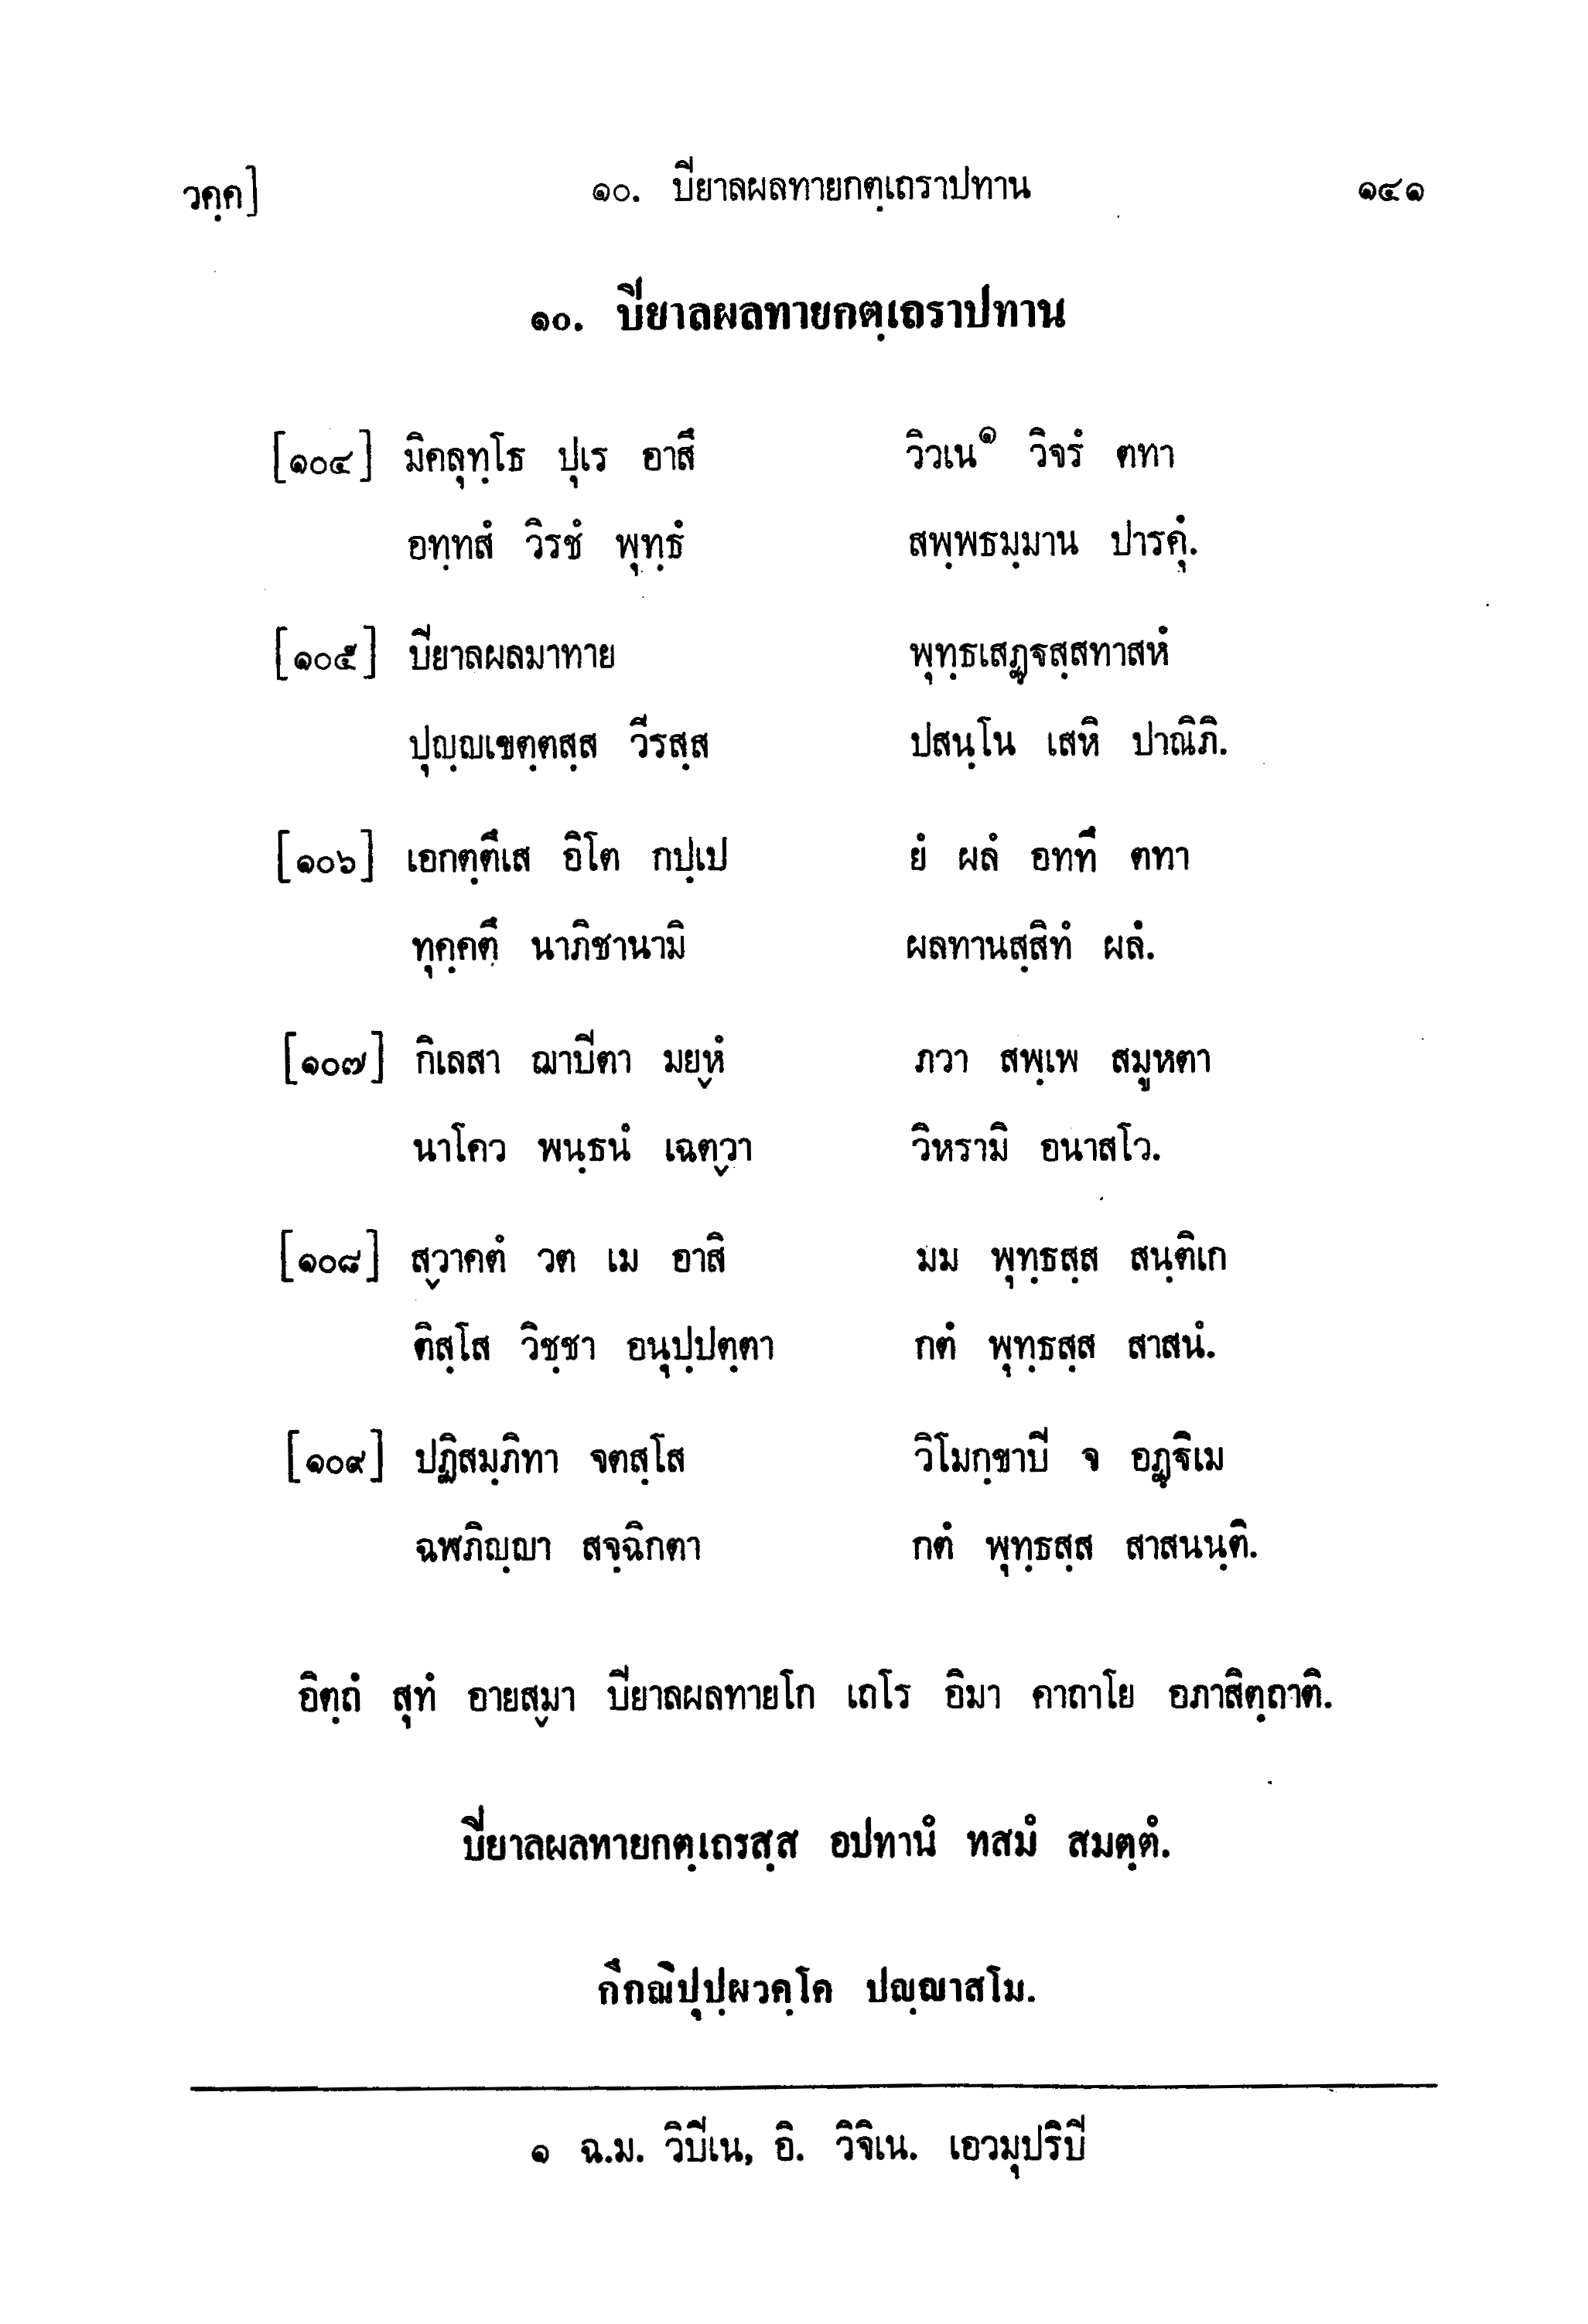 วคฺค] ๑๐. ปิยาลผลทายกตฺเถราปทาน ๑๔๑
๑๐. ปิยาลผลทายกตฺเถราปทาน
[๑๐๔] มิคลุทฺโธ ปุเร อาสึ วิวเน๑ วิจรํ ตทา
อทฺทสํ วิรชํ พุทฺธํ สพฺพธมฺมาน ปารคุํ.
[๑๐๕] ปิยาลผลมาทาย พุทฺธเสฏฺฐสฺสทาสหํ
ปุญฺญเขตฺตสฺส วีรสฺส ปสนฺโน เสหิ ปาณิภิ.
[๑๐๖] เอกตฺตึเส อิโต กปฺเป ยํ ผลํ อททึ ตทา
ทุคฺคตึ นาภิชานามิ ผลทานสฺสิทํ ผลํ.
[๑๐๗] กิเลสา ฌาปิตา มยฺหํ ภวา สพฺเพ สมูหตา
นาโคว พนฺธนํ เฉตฺวา วิหรามิ อนาสโว.
[๑๐๘] สฺวาคตํ วต เม อาสิ มม พุทฺธสฺส สนฺติเก
ติสฺโส วิชฺชา อนุปฺปตฺตา กตํ พุทฺธสฺส สาสนํ.
[๑๐๙] ปฏิสมฺภิทา จตสฺโส วิโมกฺขาปิ จ อฏฺฐิเม
ฉฬภิญฺญา สจฺฉิกตา กตํ พุทฺธสฺส สาสนนฺติ.
อิตฺถํ สุทํ อายสฺมา ปิยาลผลทายโก เถโร อิมา คาถาโย อภาสิตฺถาติ.
ปิยาลผลทายกตฺเถรสฺส อปทานํ ทสมํ สมตฺตํ.
กึกณิปุปฺผวคฺโค ปญฺญาสโม.
๑ ฉ.ม. วิปิเน, อิ. วิจิเน. เอวมุปริปิ